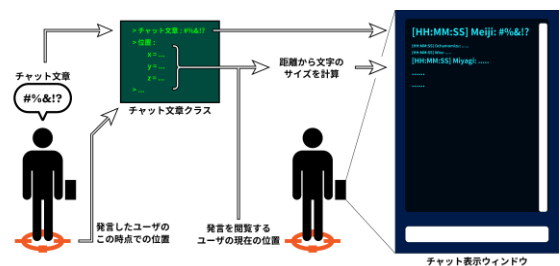 チャット文章
#%&!?
> チャット文章 : #%&!?
> 位置 :
x = ....
y = ....
z = ....
> ...
チャット文章クラス
発言したユーザの
この時点での位置
距離から文字の
サイズを計算
発言を閲覧する
ユーザの現在の位置
[HH:MM:SS] Meiji: #%&!?
[HH:MM:SS] Miyagi: .....
......
......
チャット表示ウィンドウ